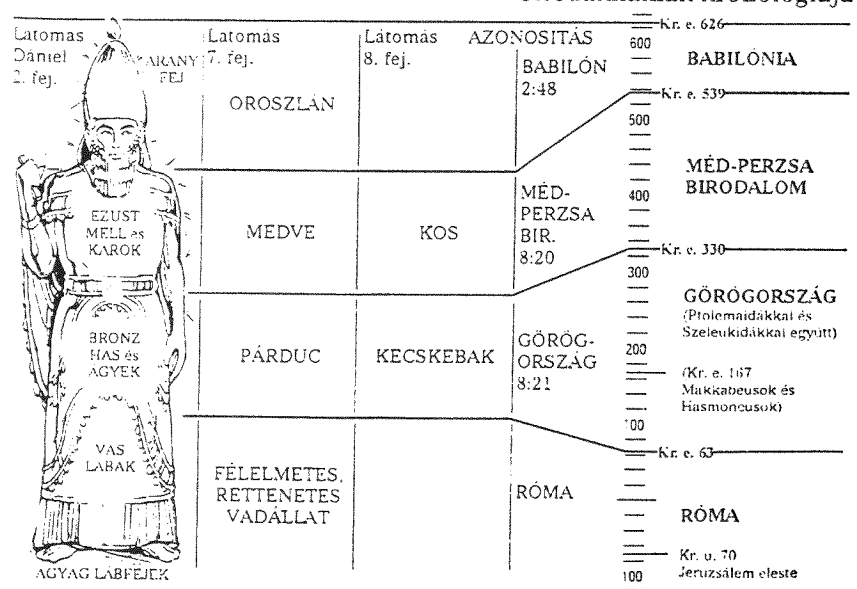 Látomás
Dániel
2. fej.
ARANY
FEJ
Látomás
7. fej.
Látomás
8. fej.
AZONOSITÁS
OROSZLÁN
BABILÓN
2:48
EZUST
MELL és
KAROK
MEDVE
KOS
MÉD-
PERZSA
BIR.
8:20
BRONZ
HAS és
AGYEK
PÁRDUC
KECSKEBAK
GÖRÖG-
ORSZÁG
8:21
VAS
LABAK
FÉLELMETES,
RETTENETES
VADÁLLAT
RÓMA
AGYAG LÁBFEJEK
Kr. e. 626
600
BABILÓNIA
Kr. e. 539
500
MÉD-PERZSA
BIRODALOM
400
Kr. e. 330
300
GÖRÖGORSZÁG
(Ptolemaidákkal és
Szeleukidákkal együtt)
200
(Kr. e. 167
Makkabeusok és
Hasmoneusok)
100
Kr. e. 63
RÓMA
Kr. u. 70
Jeruzsálem eleste
100